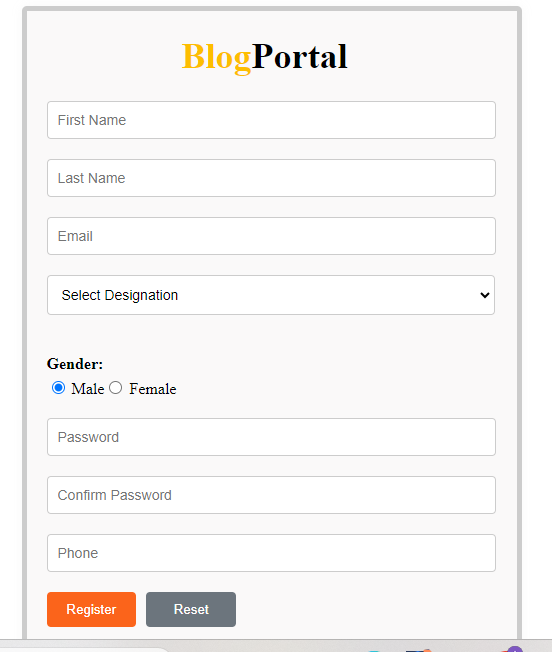 BlogPortal
First Name
Last Name
Email
Select Designation
Gender:
Male Female
Password
Confirm Password
Phone
Register Reset